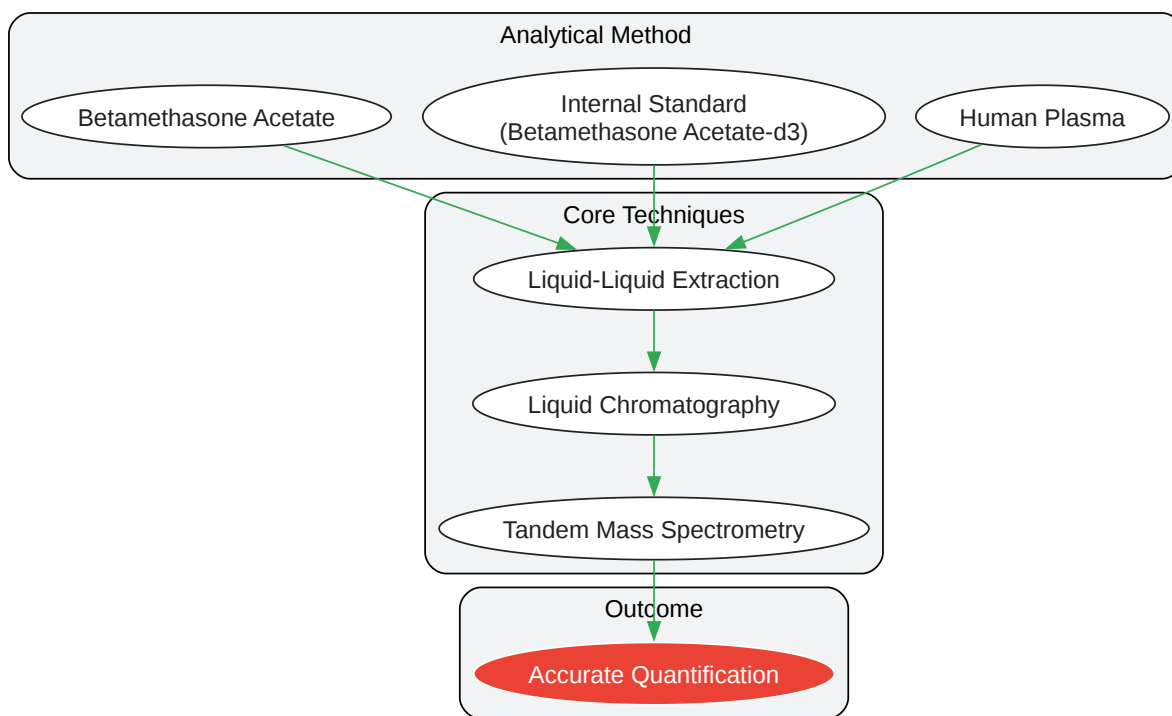 Analytical Method
Betamethasone Acetate
Internal Standard
(Betamethasone Acetate-d3)
Human Plasma
Core Techniques
Liquid-Liquid Extraction
Liquid Chromatography
Tandem Mass Spectrometry
Outcome
Accurate Quantification